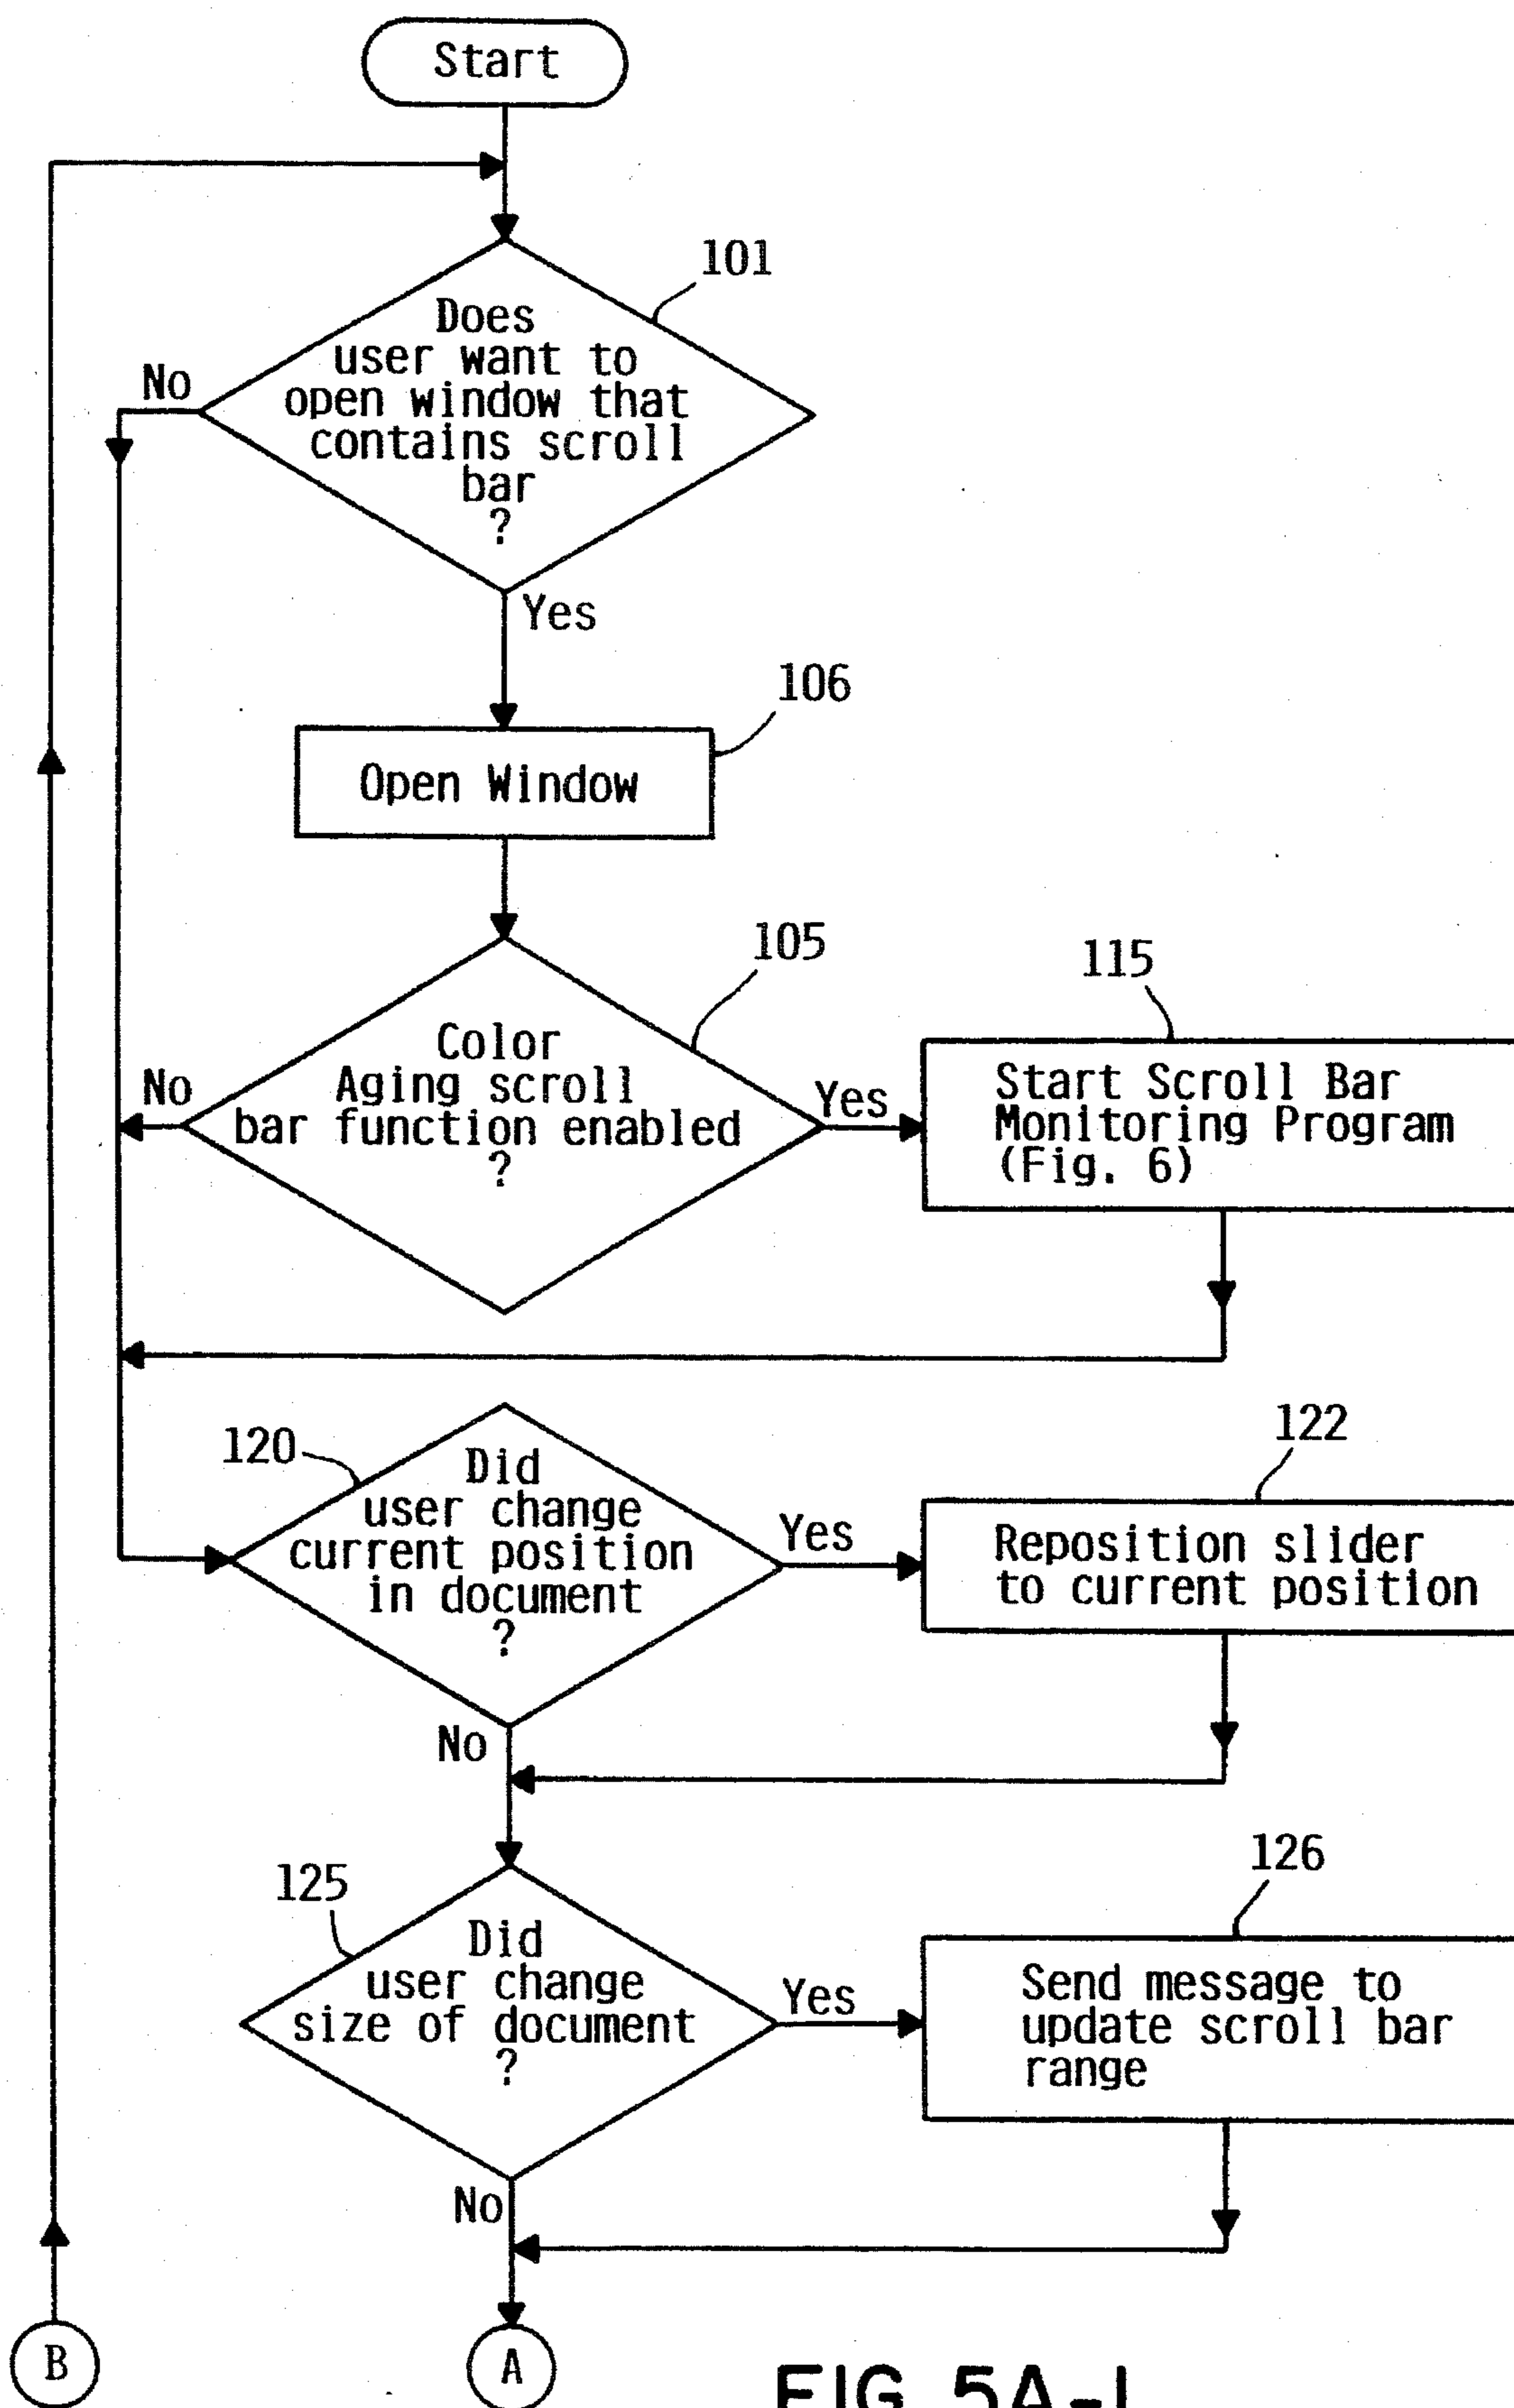 Start
101
Does
user want to
open window that
contains scroll
bar
?
No
Yes
106
Open Window
105
Color
Aging scroll
bar function enabled
?
No
Yes
115
Start Scroll Bar
Monitoring Program
(Fig. 6)
120
Did
user change
current position
in document
?
Yes
No
122
Reposition slider
to current position
125
Did
user change
size of document
?
Yes
No
126
Send message to
update scroll bar
range
B
A
FIG. 5A-1